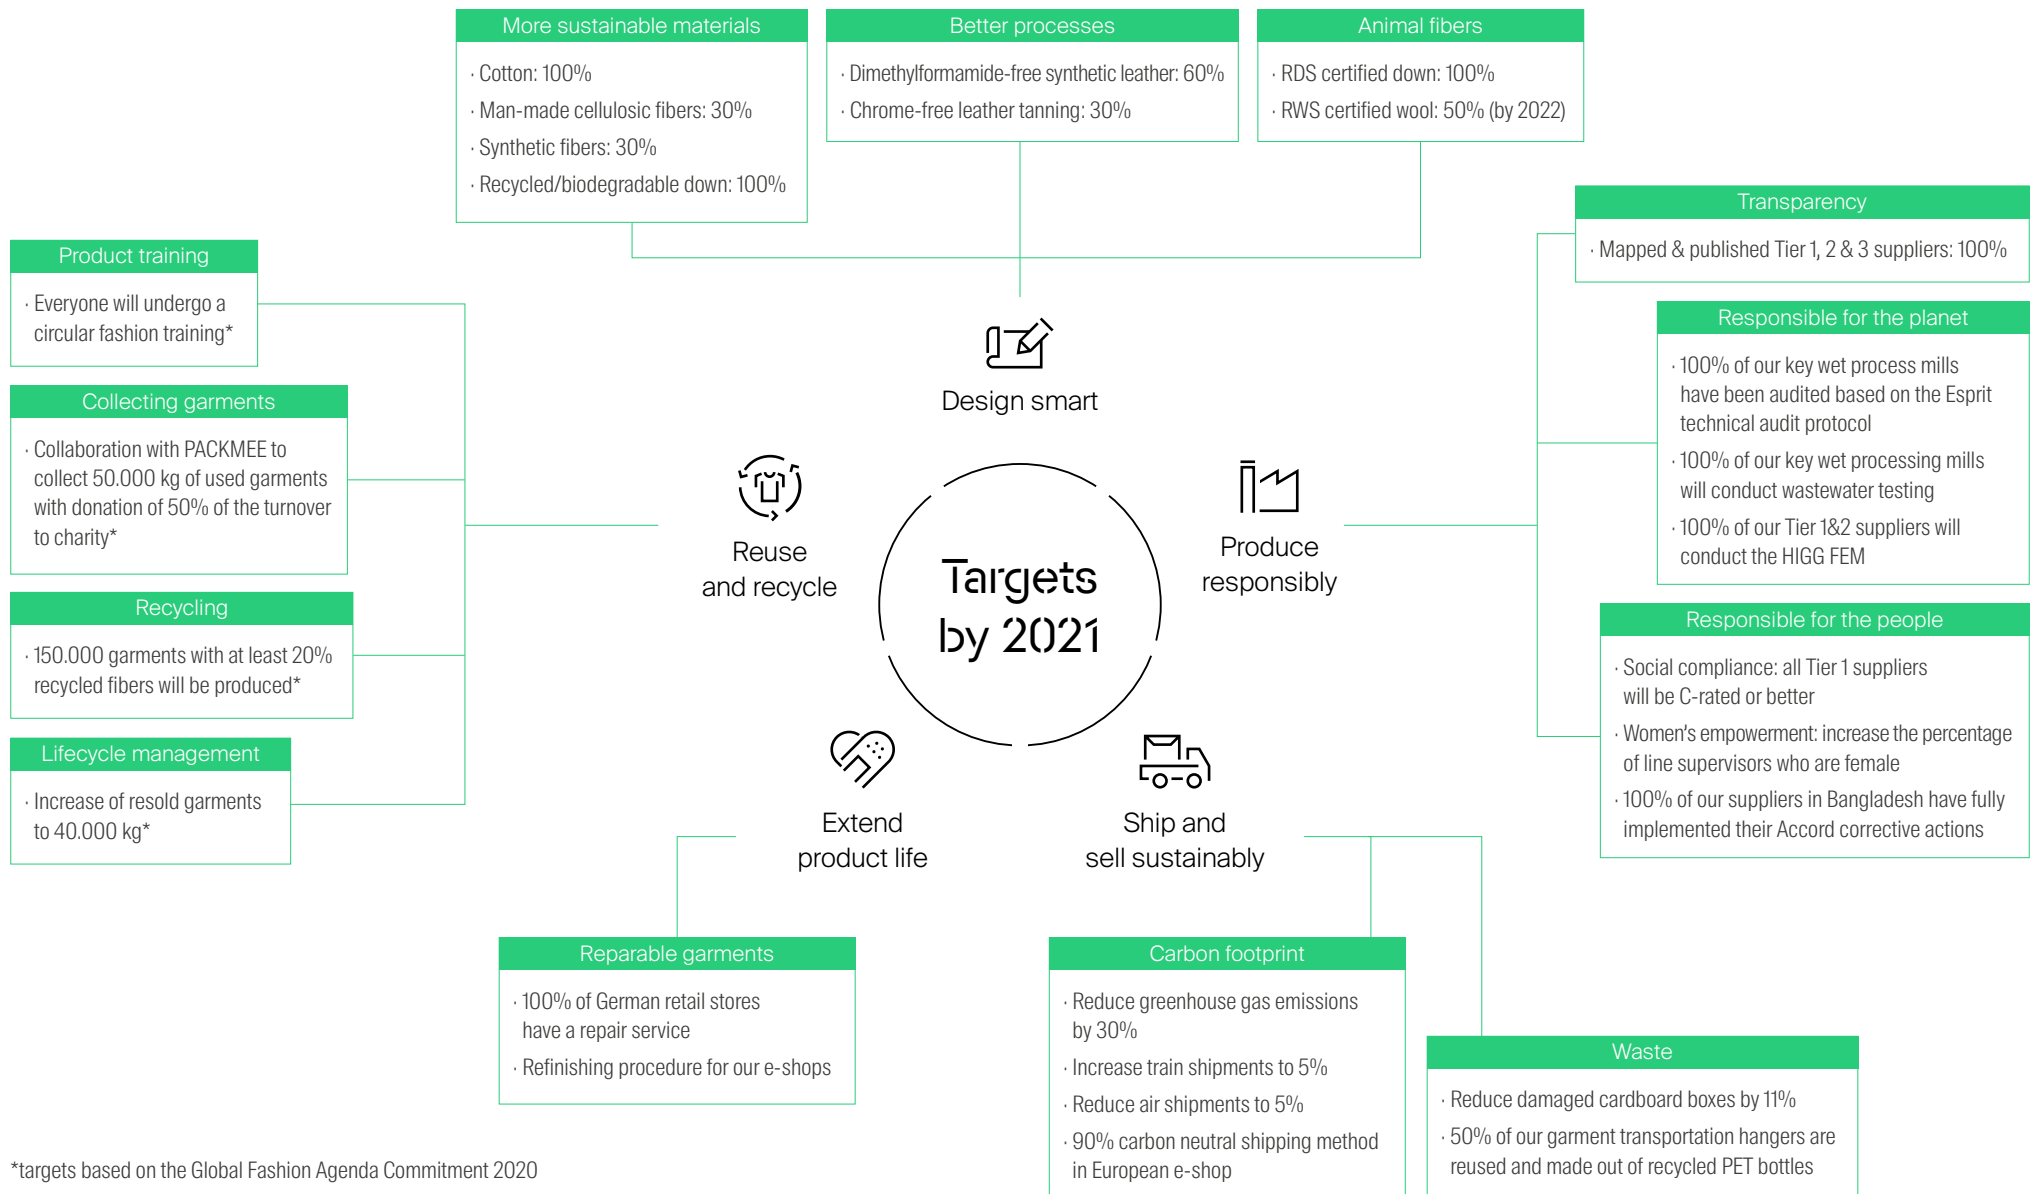 More sustainable materials
· Cotton: 100%
· Man-made cellulosic fibers: 30%
· Synthetic fibers: 30%
· Recycled/biodegradable down: 100%
Better processes
· Dimethylformamide-free synthetic leather: 60%
· Chrome-free leather tanning: 30%
Animal fibers
· RDS certified down: 100%
· RWS certified wool: 50% (by 2022)
Transparency
· Mapped & published Tier 1, 2 & 3 suppliers: 100%
Product training
· Everyone will undergo a
circular fashion training*
Responsible for the planet
· 100% of our key wet process mills
have been audited based on the Esprit
technical audit protocol
· 100% of our key wet processing mills
will conduct wastewater testing
· 100% of our Tier 1&2 suppliers will
conduct the HIGG FEM
Design smart
Collecting garments
· Collaboration with PACKMEE to
collect 50.000 kg of used garments
with donation of 50% of the turnover
to charity*
Reuse
and recycle
Produce
responsibly
Targets
by 2021
Recycling
· 150.000 garments with at least 20%
recycled fibers will be produced*
Responsible for the people
· Social compliance: all Tier 1 suppliers
will be C-rated or better
· Women's empowerment: increase the percentage
of line supervisors who are female
· 100% of our suppliers in Bangladesh have fully
implemented their Accord corrective actions
Lifecycle management
· Increase of resold garments
to 40.000 kg*
Extend
product life
Ship and
sell sustainably
Reparable garments
· 100% of German retail stores
have a repair service
· Refinishing procedure for our e-shops
Carbon footprint
· Reduce greenhouse gas emissions
by 30%
· Increase train shipments to 5%
· Reduce air shipments to 5%
· 90% carbon neutral shipping method
in European e-shop
Waste
· Reduce damaged cardboard boxes by 11%
· 50% of our garment transportation hangers are
reused and made out of recycled PET bottles
*targets based on the Global Fashion Agenda Commitment 2020